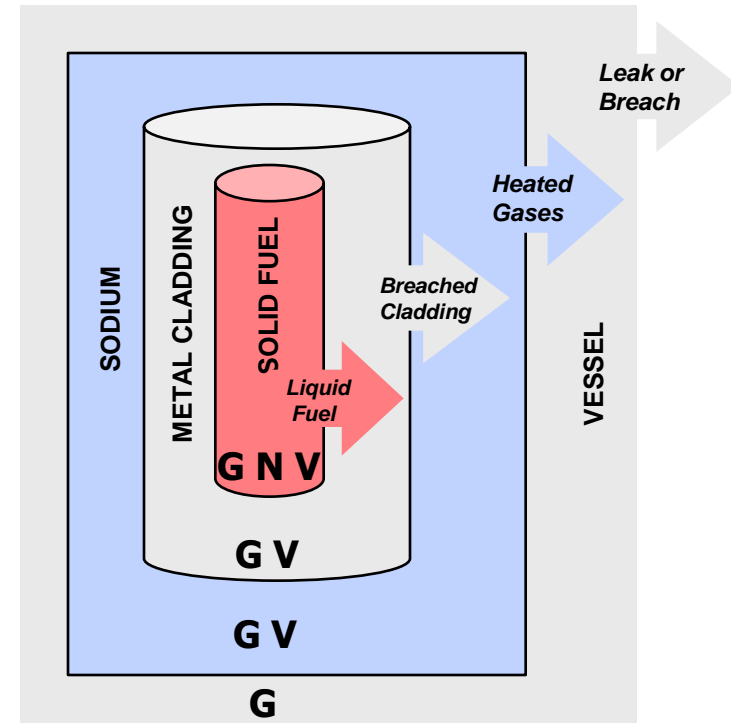 Leak or
Breach
Heated
Gases
Breached
Cladding
Liquid
Fuel
SODIUM
METAL CLADDING
SOLID FUEL
VESSEL
G N V
G V
G V
G